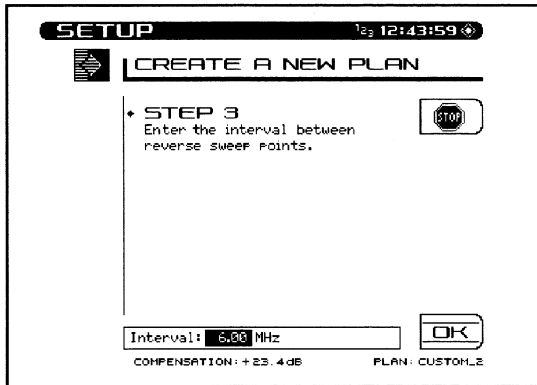 SETUP 123 12:43:59
CREATE A NEW PLAN
STEP 3
Enter the interval between
reverse sweep points.
STOP
Interval: 6.00 MHz
OK
COMPENSATION: +23.4dB PLAN: CUSTOM_2